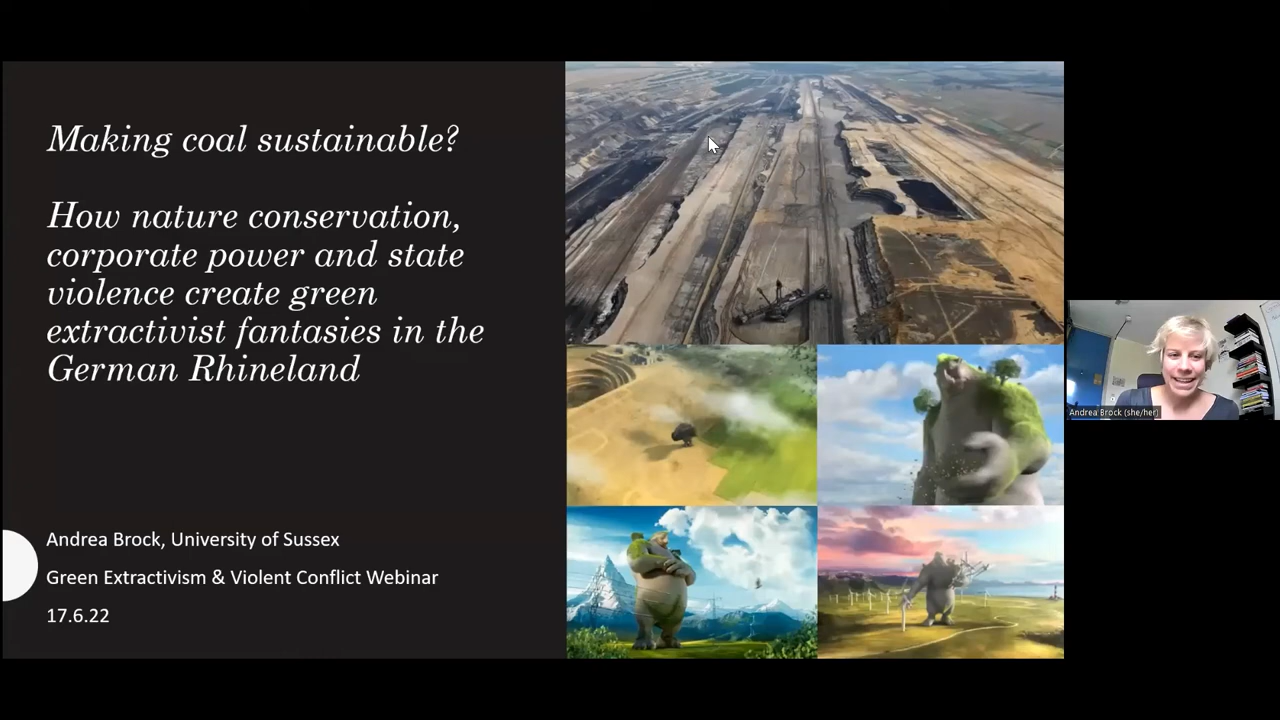 Making coal sustainable?
How nature conservation,
corporate power and state
violence create green
extractivist fantasies in the
German Rhineland
Andrea Brock, University of Sussex
Green Extractivism & Violent Conflict Webinar
17.6.22
Andrea Brock (she/her)